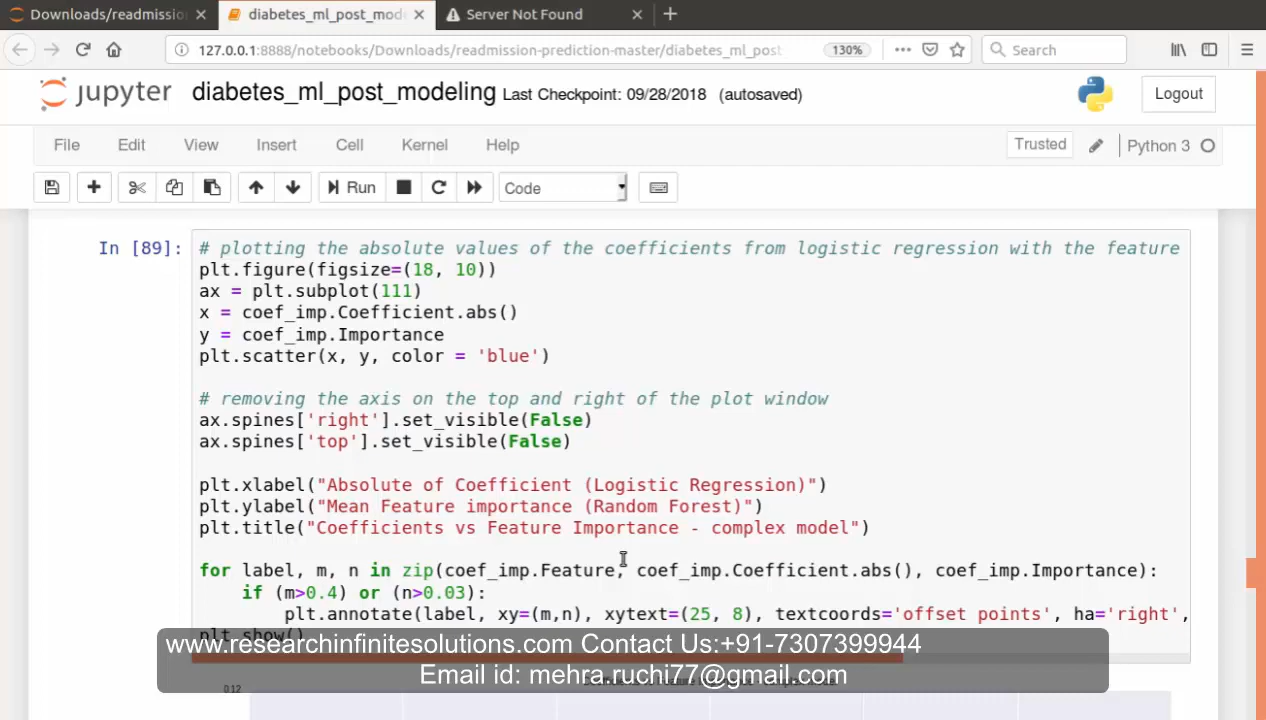 Downloads/readmissio
diabetes_ml_post_mod
Server Not Found
127.0.0.1:8888/notebooks/Downloads/readmission-prediction-master/diabetes_ml_post
130%
Search
jupyter
diabetes_ml_post_modeling Last Checkpoint: 09/28/2018 (autosaved)
Logout
File Edit View Insert Cell Kernel Help
Trusted
Python 3
Run
Code
In [89]:
# plotting the absolute values of the coefficients from logistic regression with the feature
plt.figure(figsize=(18, 10))
ax = plt.subplot(111)
x = coef_imp.Coefficient.abs()
y = coef_imp.Importance
plt.scatter(x, y, color = 'blue')
# removing the axis on the top and right of the plot window
ax.spines['right'].set_visible(False)
ax.spines['top'].set_visible(False)
plt.xlabel("Absolute of Coefficient (Logistic Regression)")
plt.ylabel("Mean Feature importance (Random Forest)")
plt.title("Coefficients vs Feature Importance - complex model")
for label, m, n in zip(coef_imp.Feature, coef_imp.Coefficient.abs(), coef_imp.Importance):
if (m>0.4) or (n>0.03):
plt.annotate(label, xy=(m,n), xytext=(25, 8), textcoords='offset points', ha='right',
plt.show()
www.researchinfinitesolutions.com Contact Us:+91-7307399944
Email id: mehra.ruchi77@gmail.com
0.12